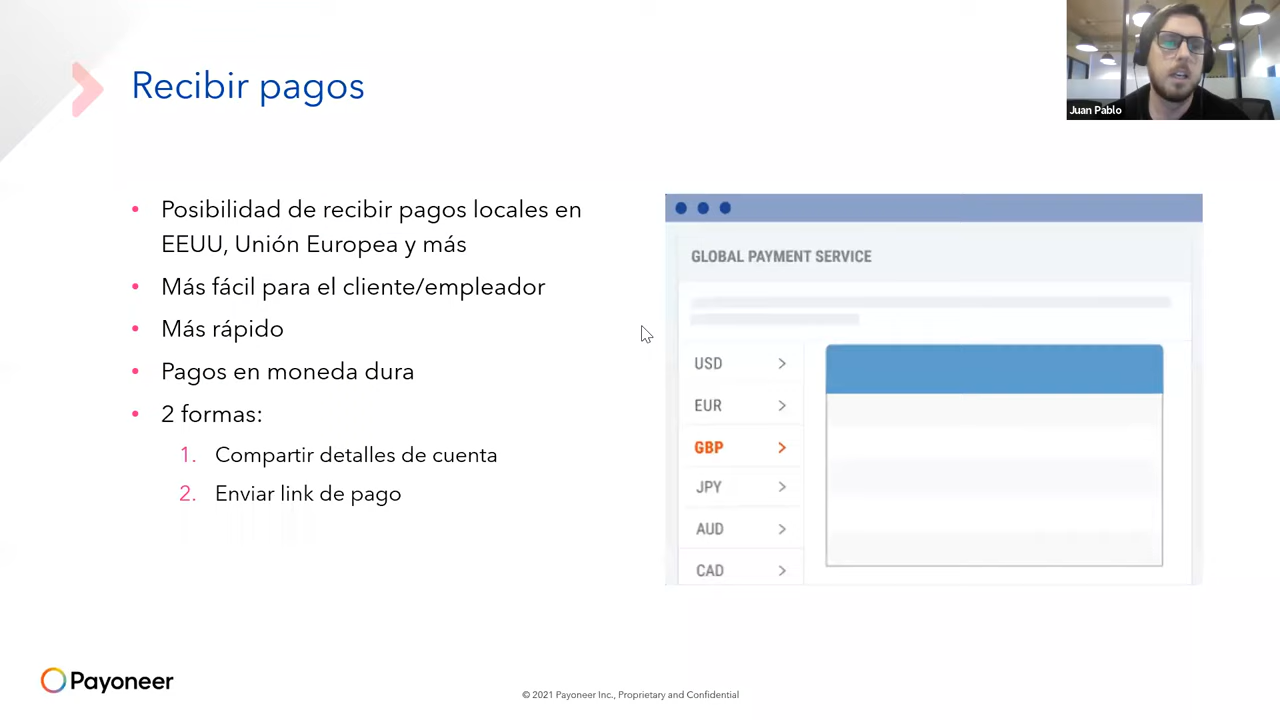 Recibir pagos
Juan Pablo
• Posibilidad de recibir pagos locales en
EEUU, Unión Europea y más
• Más fácil para el cliente/empleador
• Más rápido
• Pagos en moneda dura
• 2 formas:
1. Compartir detalles de cuenta
2. Enviar link de pago
GLOBAL PAYMENT SERVICE
USD
EUR
GBP
JPY
AUD
CAD
Payoneer
© 2021 Payoneer Inc., Proprietary and Confidential